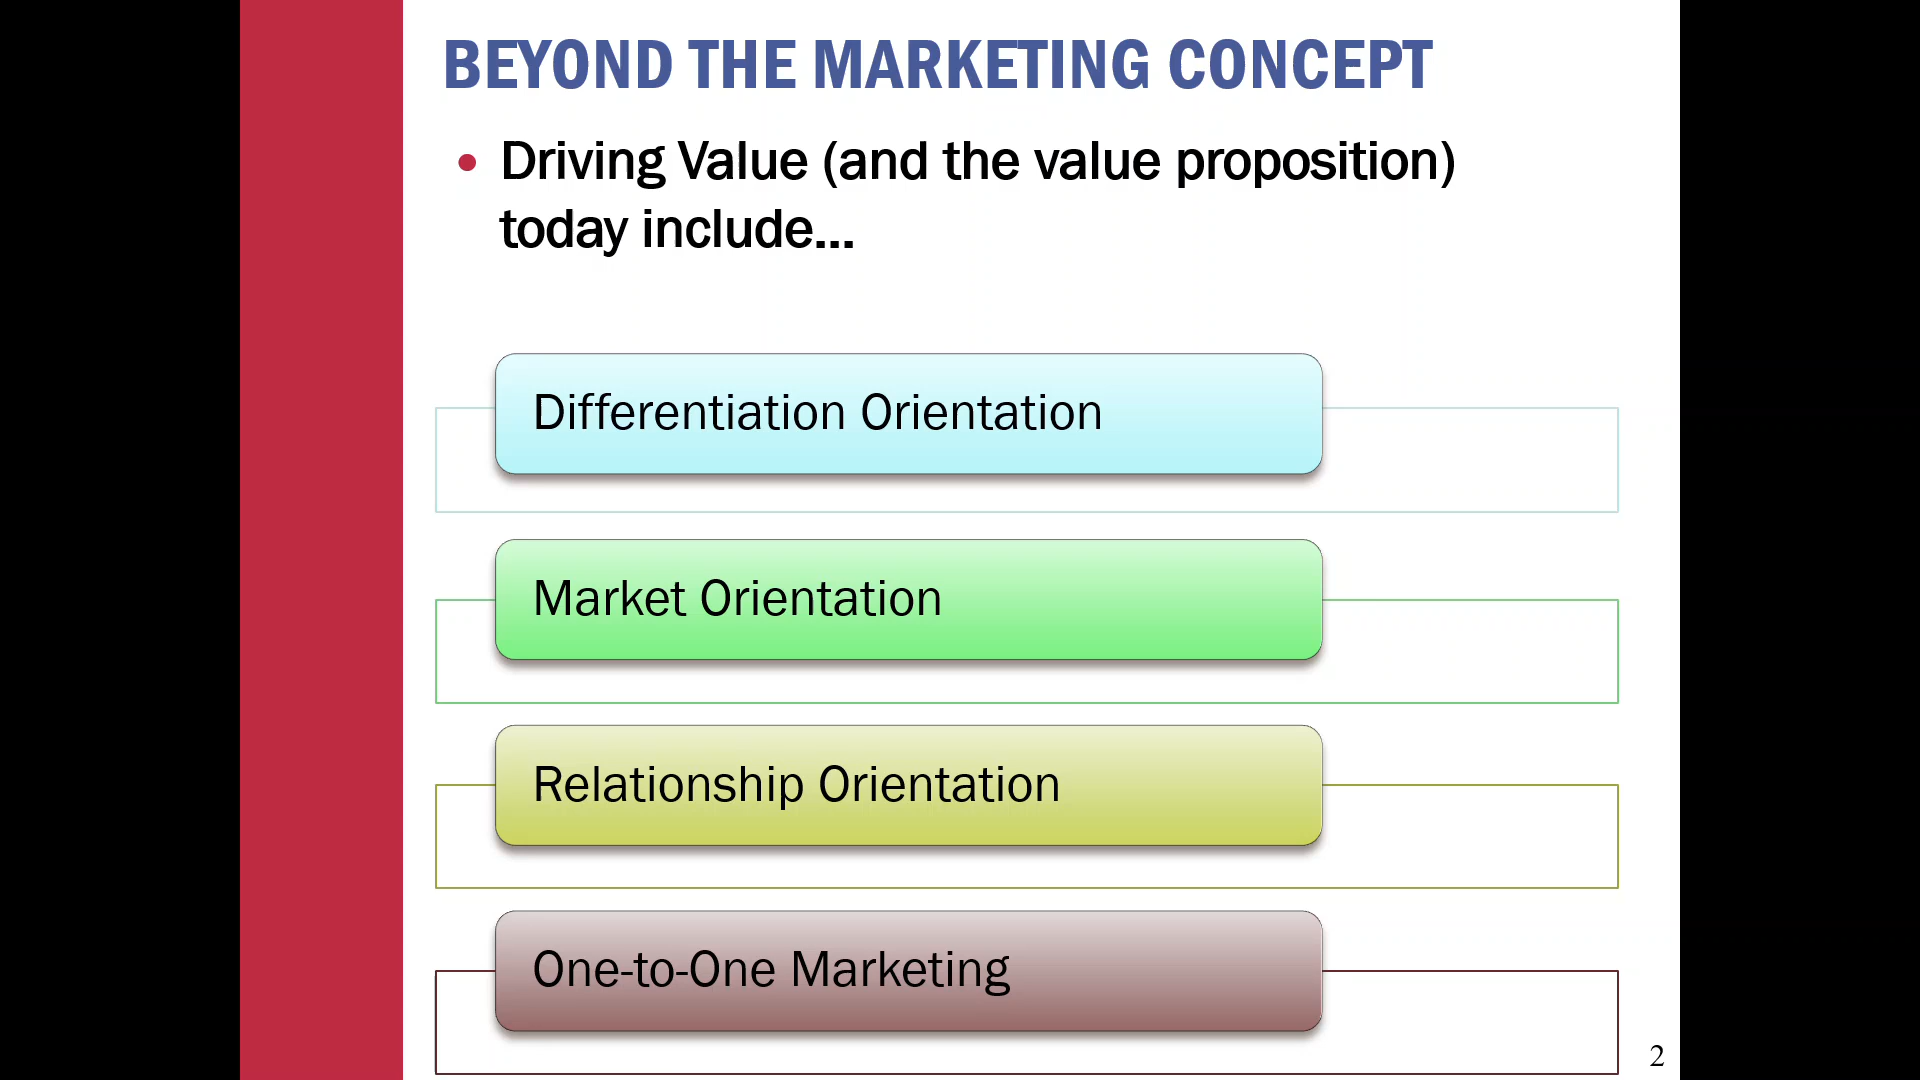 BEYOND THE MARKETING CONCEPT
• Driving Value (and the value proposition)
today include...
Differentiation Orientation
Market Orientation
Relationship Orientation
One-to-One Marketing
2